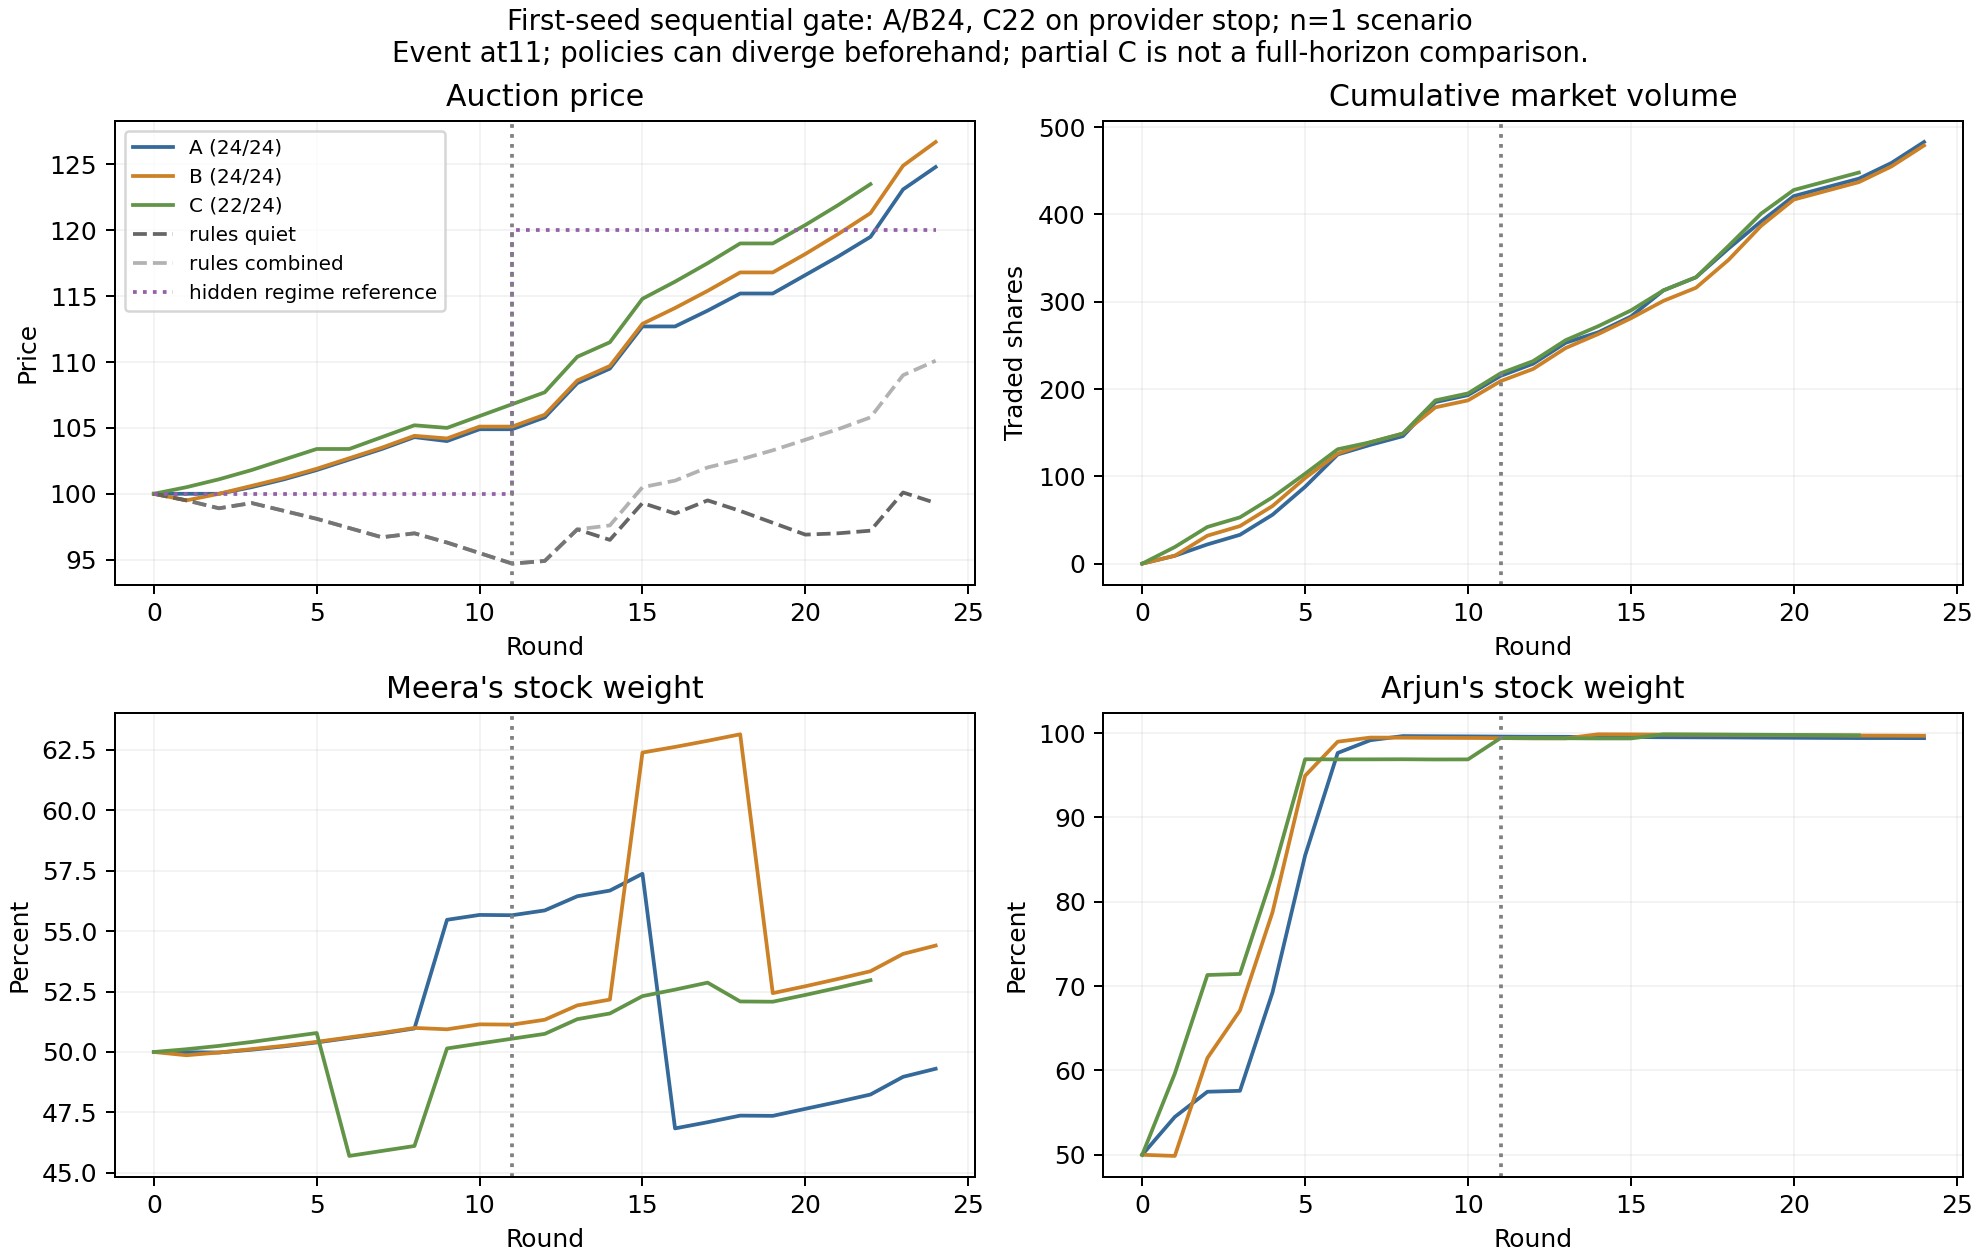 First-seed sequential gate: A/B24, C22 on provider stop; n=1 scenario
Event at11; policies can diverge beforehand; partial C is not a full-horizon comparison.
Auction price
A (24/24)
B (24/24)
C (22/24)
rules quiet
rules combined
hidden regime reference
Price
125
120
115
110
105
100
95
0 5 10 15 20 25
Round
Cumulative market volume
Traded shares
500
400
300
200
100
0
0 5 10 15 20 25
Round
Meera's stock weight
Percent
62.5
60.0
57.5
55.0
52.5
50.0
47.5
45.0
0 5 10 15 20 25
Round
Arjun's stock weight
Percent
100
90
80
70
60
50
0 5 10 15 20 25
Round